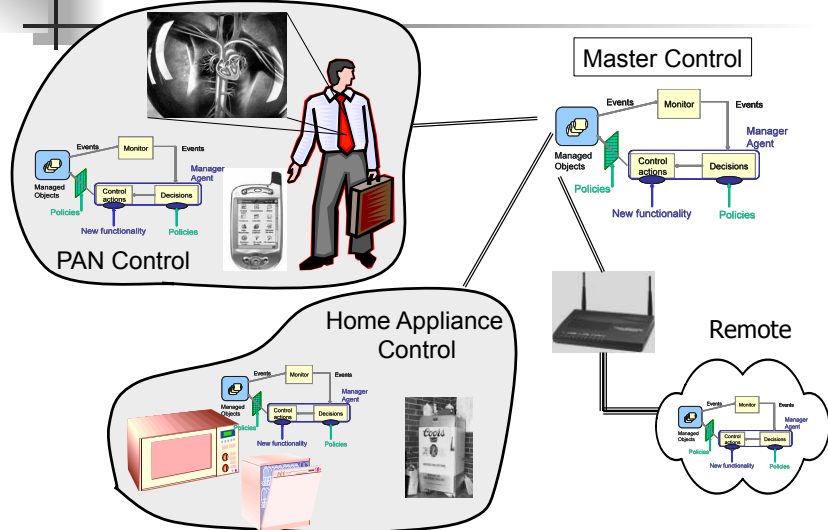 Master Control
Events
Monitor
Events
Manager
Agent
Managed
Objects
Control
actions
Decisions
Policies
New functionality
Policies
Events
Monitor
Events
Manager
Agent
Managed
Objects
Control
actions
Decisions
Policies
New functionality
Policies
PAN Control
Home Appliance
Control
Events
Monitor
Events
Manager
Agent
Managed
Objects
Control
actions
Decisions
Policies
New functionality
Policies
Coors
Remote
Events
Monitor
Events
Manager
Agent
Managed
Objects
Control
actions
Decisions
Policies
New functionality
Policies